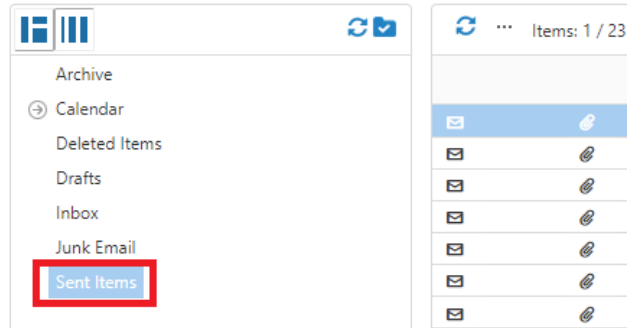 Items: 1 / 23
Archive
Calendar
Deleted Items
Drafts
Inbox
Junk Email
Sent Items